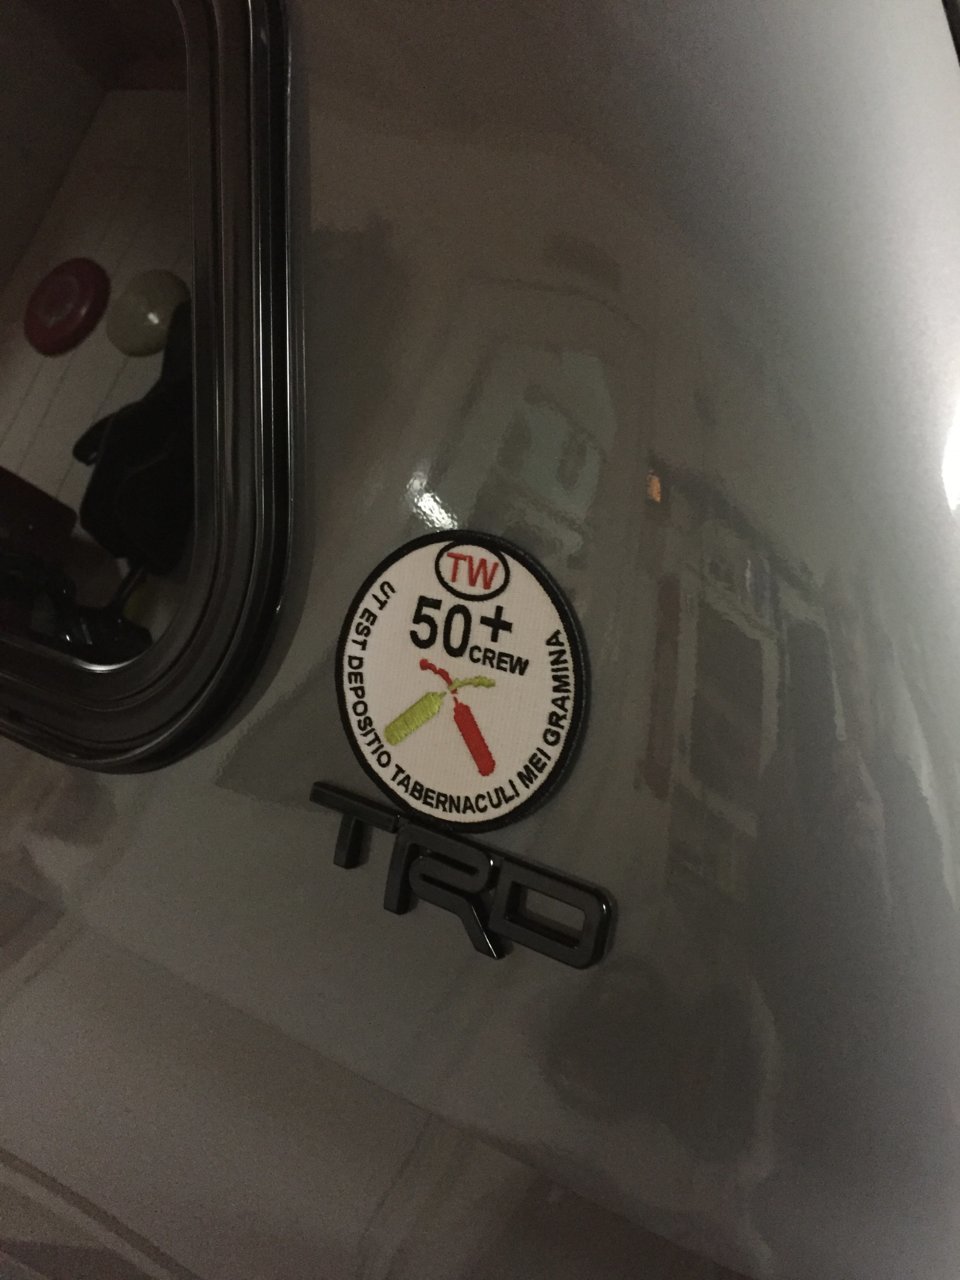 TW
50+
CREW
UT EST DEPOSITIO TABERNACULI MEI GRAMINA
TRD